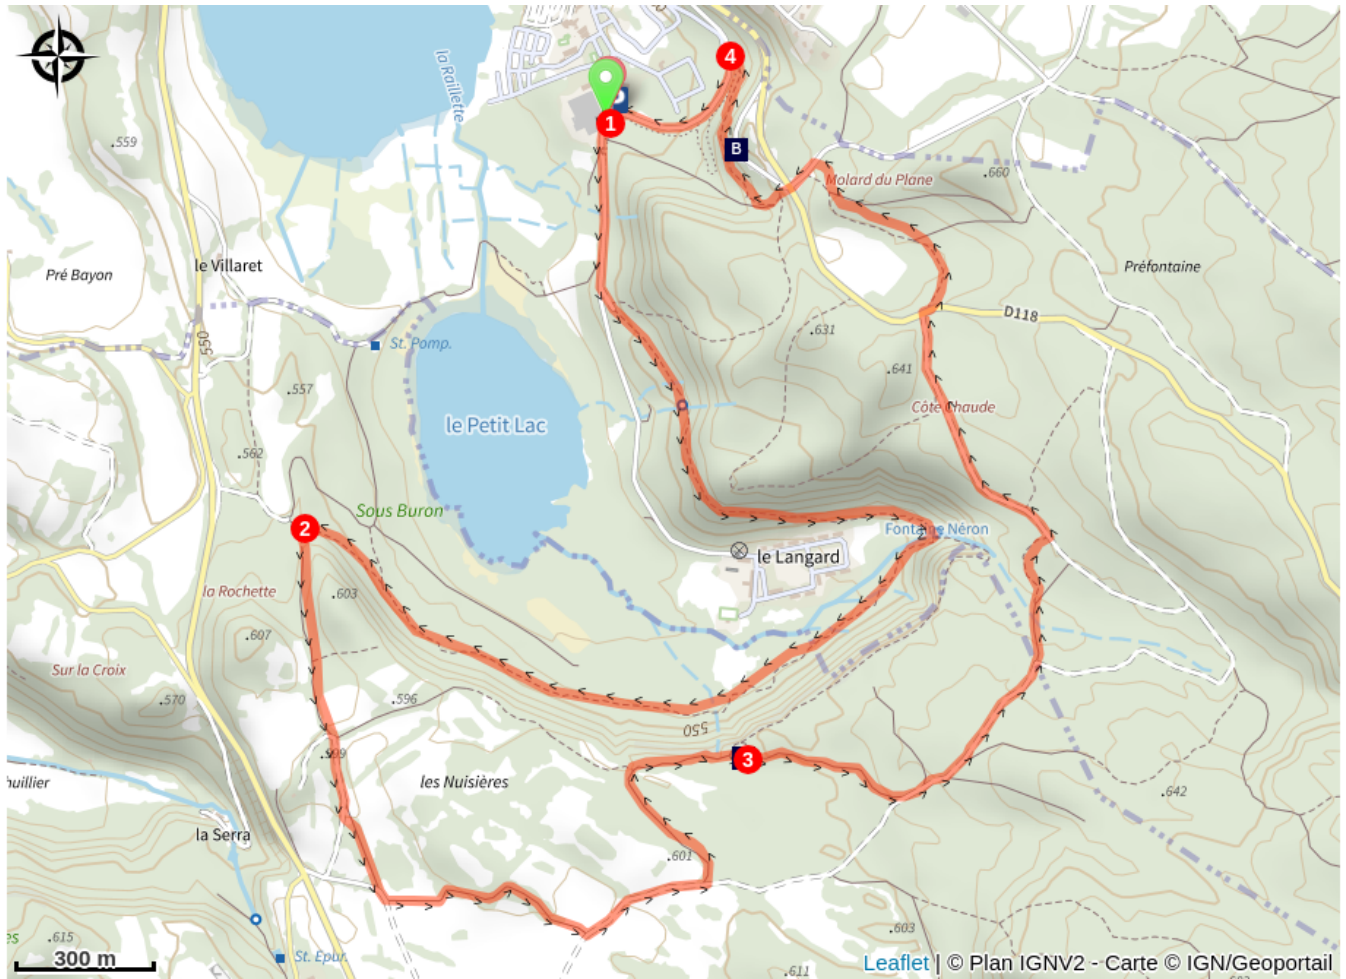 la Raillette
4
1
.559
B
Molard du Plane
.660
le Villaret
Pré Bayon
Préfontaine
D118
550
St. Pomp.
.631
.557
.641
Côte Chaude
le Petit Lac
.562
Sous Buron
2
Fontaine Néron
le Langard
la Rochette
.603
.607
Sur la Croix
.570
.596
550
.599
3
les Nuisières
huillier
.642
la Serra
.601
.603
es
.615
St. Epur.
300 m
.611
Leaflet | © Plan IGNV2 - Carte © IGN/Geoportail